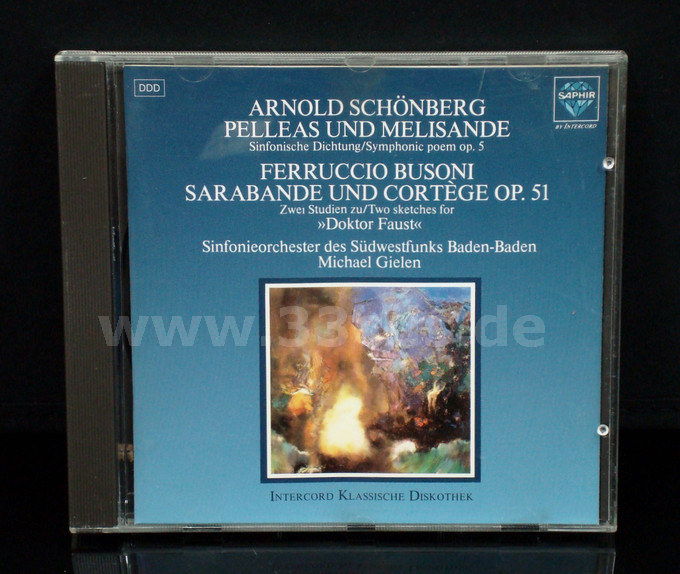 DDD
SAPHIR
BY INTERCORD
ARNOLD SCHÖNBERG
PELLEAS UND MELISANDE
Sinfonische Dichtung/Symphonic poem op. 5
FERRUCCIO BUSONI
SARABANDE UND CORTÈGE OP. 51
Zwei Studien zu/Two sketches for
»Doktor Faust«
Sinfonieorchester des Südwestfunks Baden-Baden
Michael Gielen
INTERCORD KLASSISCHE DISKOTHEK